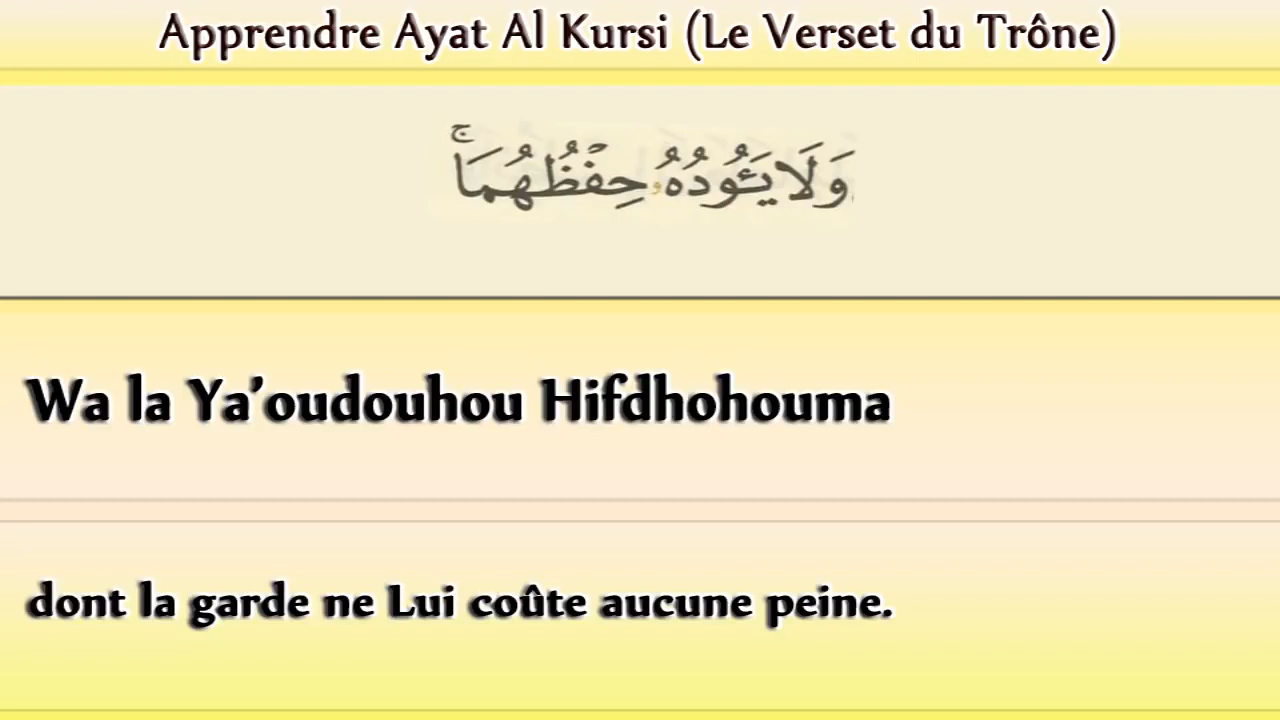 Apprendre Ayat Al Kursi (Le Verset du Trône)
وَلَا يَـُٔودُهُۥ حِفْظُهُمَا ۚ
Wa la Ya’oudouhou Hifdhohouma
dont la garde ne Lui coûte aucune peine.